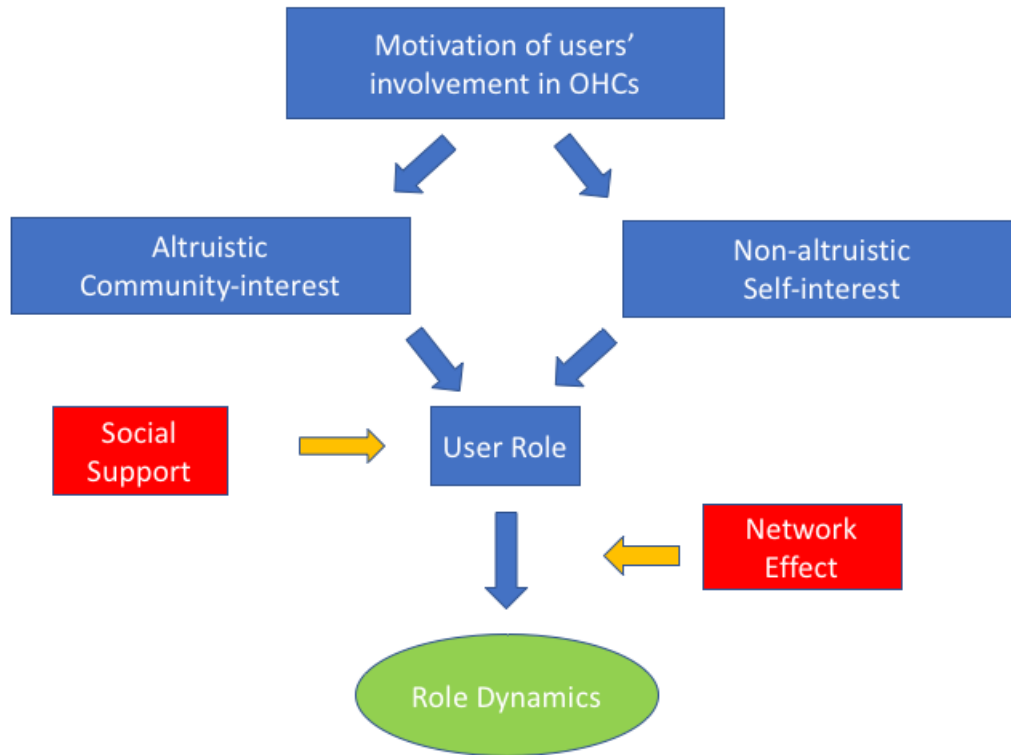 Motivation of users’
involvement in OHCs
Altruistic
Community-interest
Non-altruistic
Self-interest
Social
Support
User Role
Network
Effect
Role Dynamics